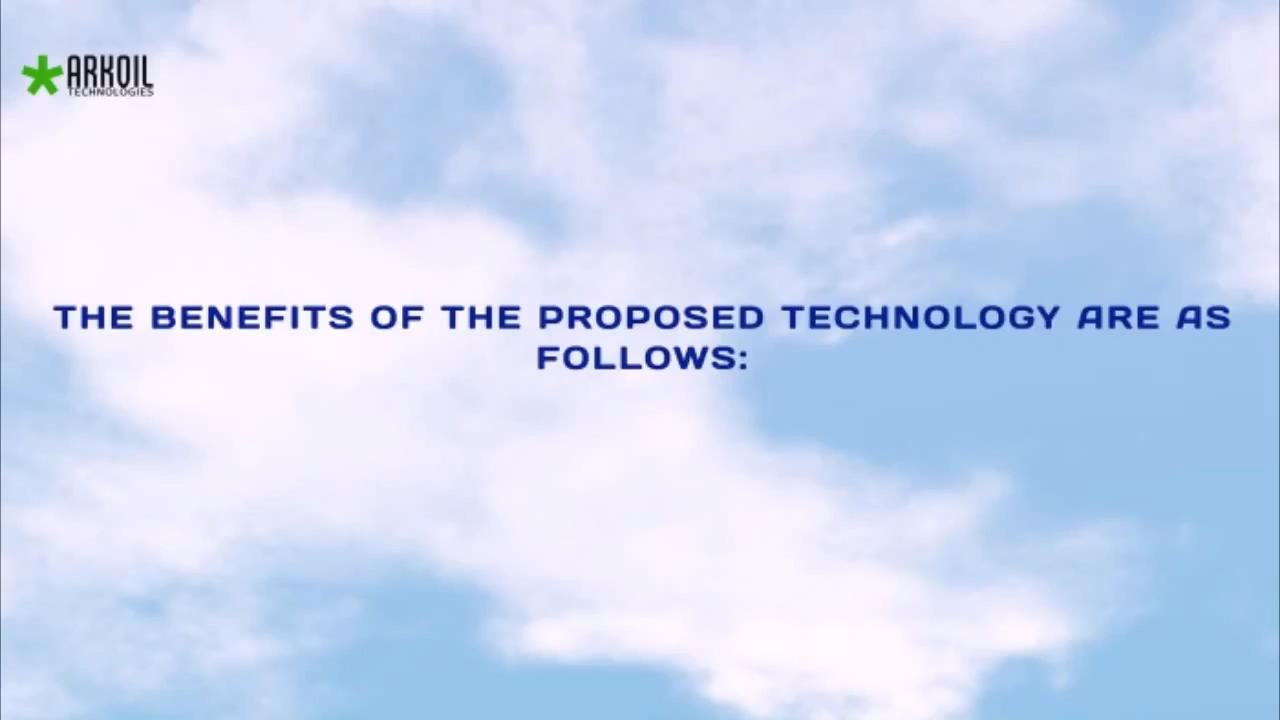 ARKOIL
TECHNOLOGIES
THE BENEFITS OF THE PROPOSED TECHNOLOGY ARE AS
FOLLOWS: